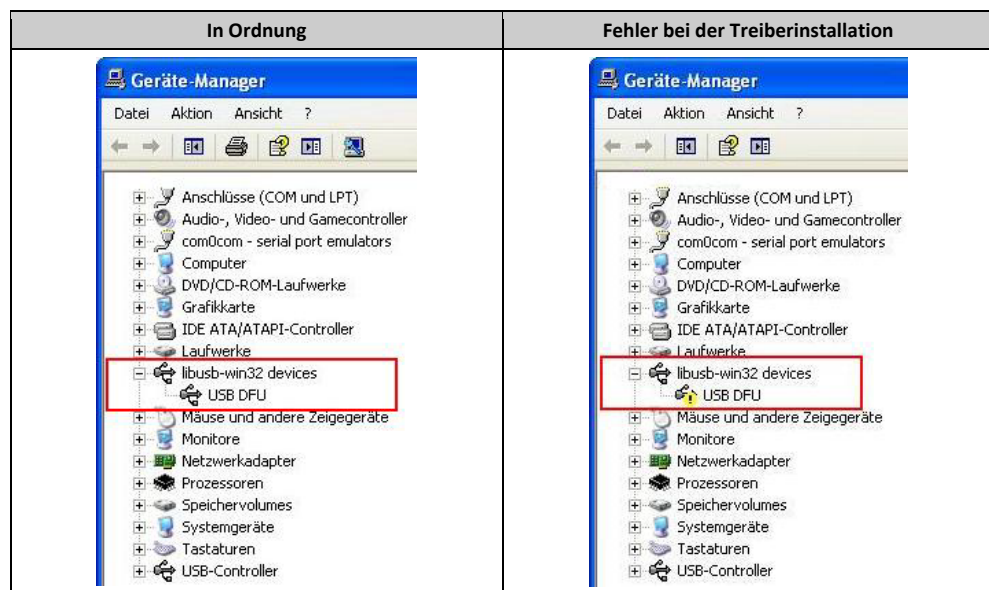 In Ordnung
Fehler bei der Treiberinstallation
Geräte-Manager
Datei Aktion Ansicht ?
Anschlüsse (COM und LPT)
Audio-, Video- und Gamecontroller
com0com - serial port emulators
Computer
DVD/CD-ROM-Laufwerke
Grafikkarte
IDE ATA/ATAPI-Controller
Laufwerke
libusb-win32 devices
USB DFU
Mäuse und andere Zeigegeräte
Monitore
Netzwerkadapter
Prozessoren
Speichervolumes
Systemgeräte
Tastaturen
USB-Controller
Geräte-Manager
Datei Aktion Ansicht ?
Anschlüsse (COM und LPT)
Audio-, Video- und Gamecontroller
com0com - serial port emulators
Computer
DVD/CD-ROM-Laufwerke
Grafikkarte
IDE ATA/ATAPI-Controller
Laufwerke
libusb-win32 devices
USB DFU
Mäuse und andere Zeigegeräte
Monitore
Netzwerkadapter
Prozessoren
Speichervolumes
Systemgeräte
Tastaturen
USB-Controller